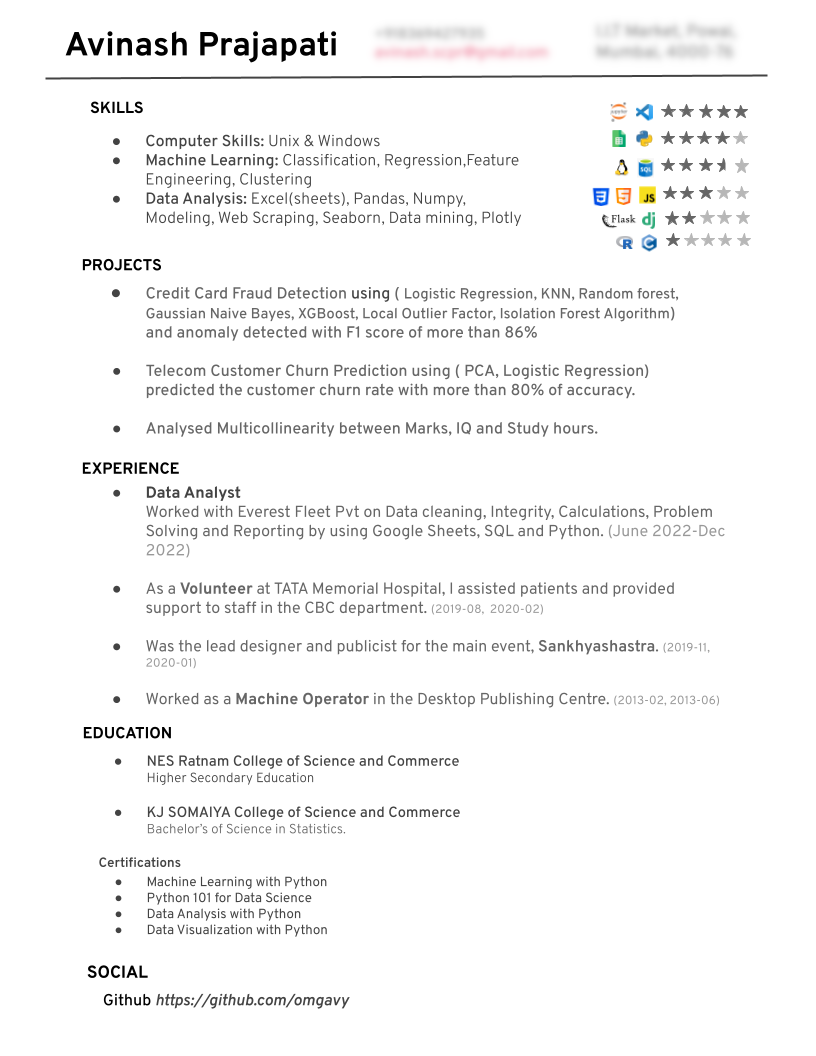 Avinash Prajapati
SKILLS
● Computer Skills: Unix & Windows
● Machine Learning: Classification, Regression,Feature
Engineering, Clustering
● Data Analysis: Excel(sheets), Pandas, Numpy,
Modeling, Web Scraping, Seaborn, Data mining, Plotly
jupyter
SQL
JS
Flask dj
R C
PROJECTS
● Credit Card Fraud Detection using ( Logistic Regression, KNN, Random forest,
Gaussian Naive Bayes, XGBoost, Local Outlier Factor, Isolation Forest Algorithm)
and anomaly detected with F1 score of more than 86%
● Telecom Customer Churn Prediction using ( PCA, Logistic Regression)
predicted the customer churn rate with more than 80% of accuracy.
● Analysed Multicollinearity between Marks, IQ and Study hours.
EXPERIENCE
● Data Analyst
Worked with Everest Fleet Pvt on Data cleaning, Integrity, Calculations, Problem
Solving and Reporting by using Google Sheets, SQL and Python. (June 2022-Dec
2022)
● As a Volunteer at TATA Memorial Hospital, I assisted patients and provided
support to staff in the CBC department. (2019-08, 2020-02)
● Was the lead designer and publicist for the main event, Sankhyashastra. (2019-11,
2020-01)
● Worked as a Machine Operator in the Desktop Publishing Centre. (2013-02, 2013-06)
EDUCATION
● NES Ratnam College of Science and Commerce
Higher Secondary Education
● KJ SOMAIYA College of Science and Commerce
Bachelor's of Science in Statistics.
Certifications
● Machine Learning with Python
● Python 101 for Data Science
● Data Analysis with Python
● Data Visualization with Python
SOCIAL
Github https://github.com/omgavy